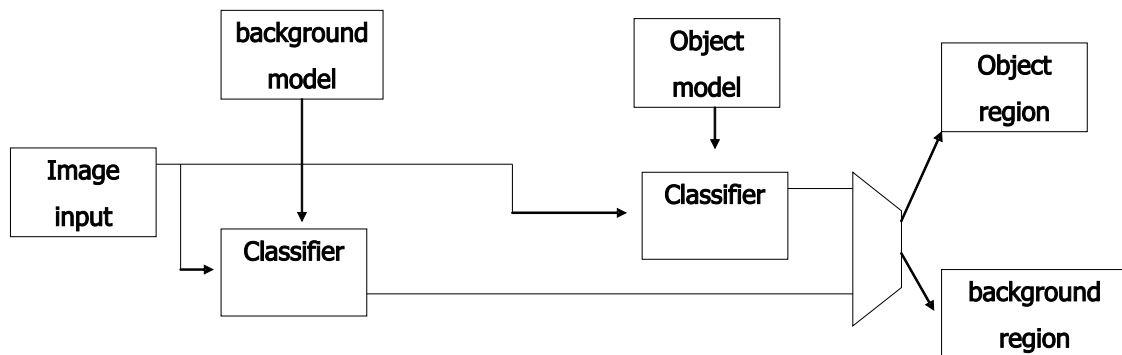 background
model
Object
model
Object
region
Image
input
Classifier
Classifier
background
region